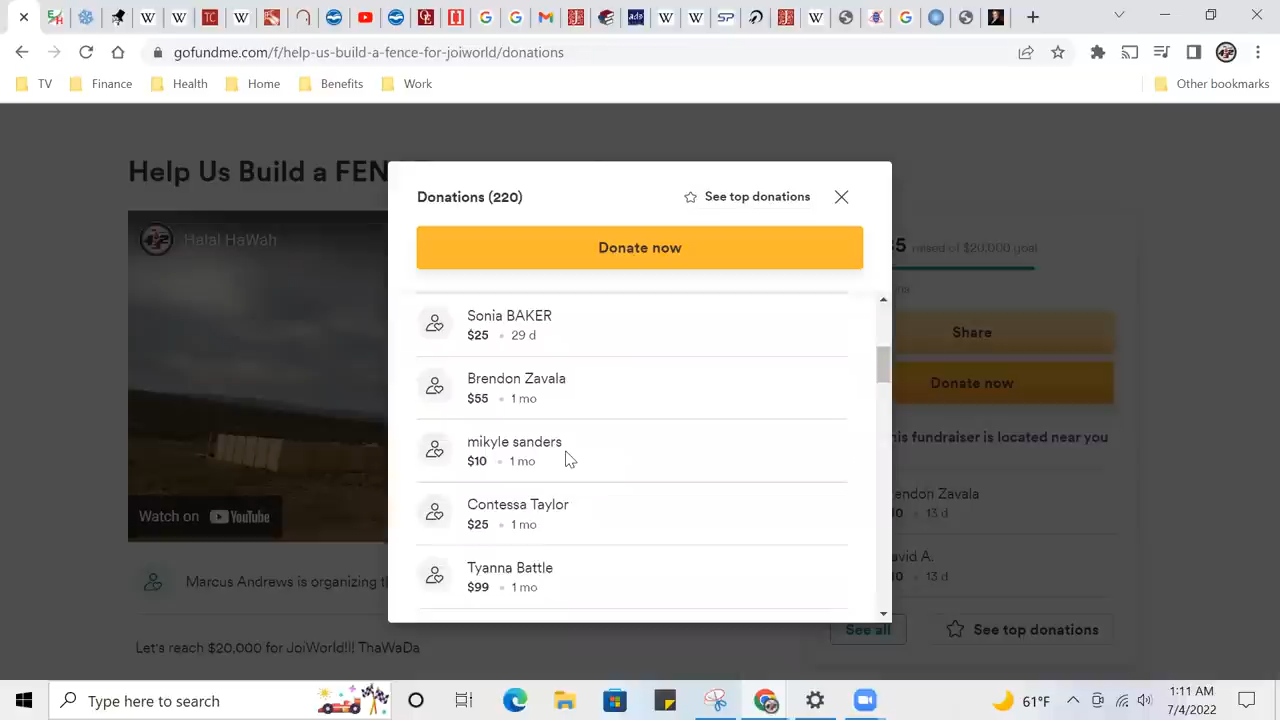 gofundme.com/f/help-us-build-a-fence-for-joiworld/donations
TV
Finance
Health
Home
Benefits
Work
Other bookmarks
Help Us Build a FEN
Halal HaWah
Watch on YouTube
Marcus Andrews is organizing th
Let's reach $20,000 for JoiWorld!!! ThaWaDa
Donations (220)
See top donations
Donate now
Sonia BAKER
$25 • 29 d
Brendon Zavala
$55 • 1 mo
mikyle sanders
$10 • 1 mo
Contessa Taylor
$25 • 1 mo
Tyanna Battle
$99 • 1 mo
5 raised of $20,000 goal
Share
Donate now
his fundraiser is located near you
endon Zavala
0 • 13 d
avid A.
0 • 13 d
See all
See top donations
Type here to search
61°F
1:11 AM
7/4/2022